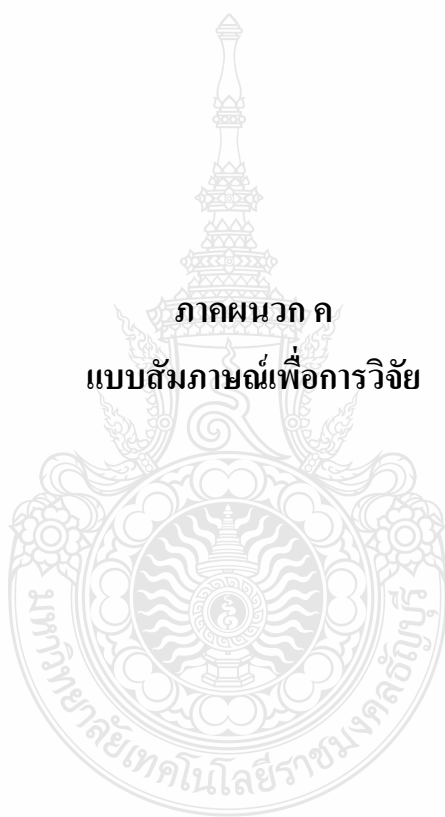 ภาคผนวก ค
แบบสัมภาษณ์เพื่อการวิจัย
มหาวิทยาลัยเทคโนโลยีราชมงคลธัญบุรี